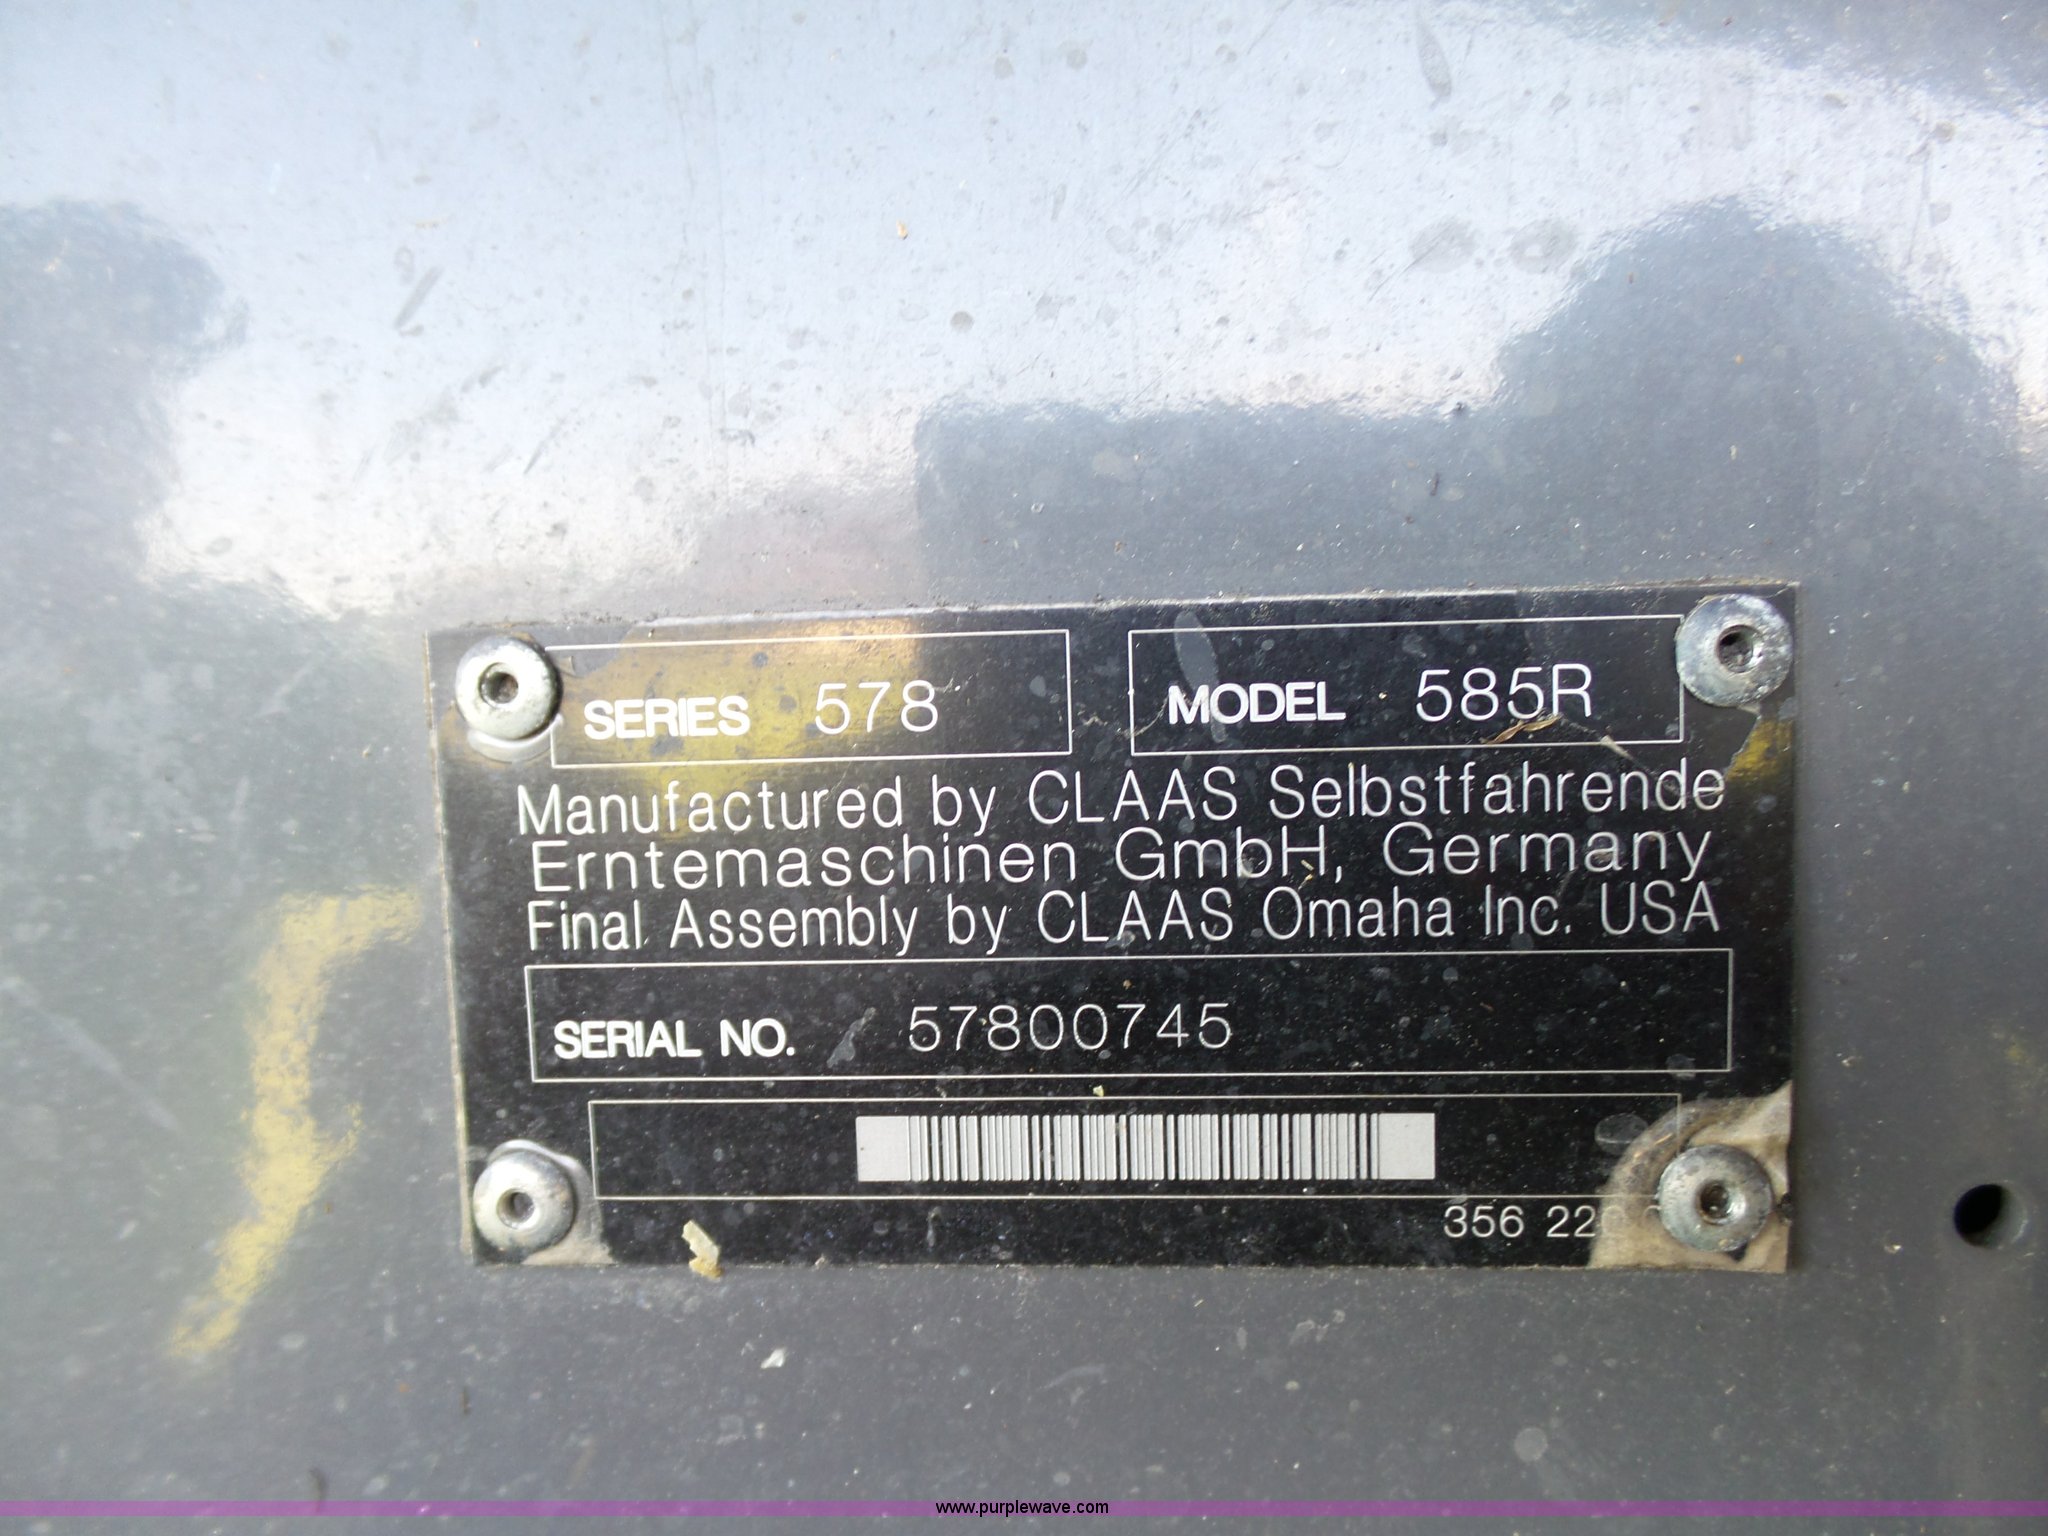 SERIES 578
MODEL 585R
Manufactured by CLAAS Selbstfahrende
Erntemaschinen GmbH, Germany
Final Assembly by CLAAS Omaha Inc. USA
SERIAL NO. 57800745
356
www.purplewave.com